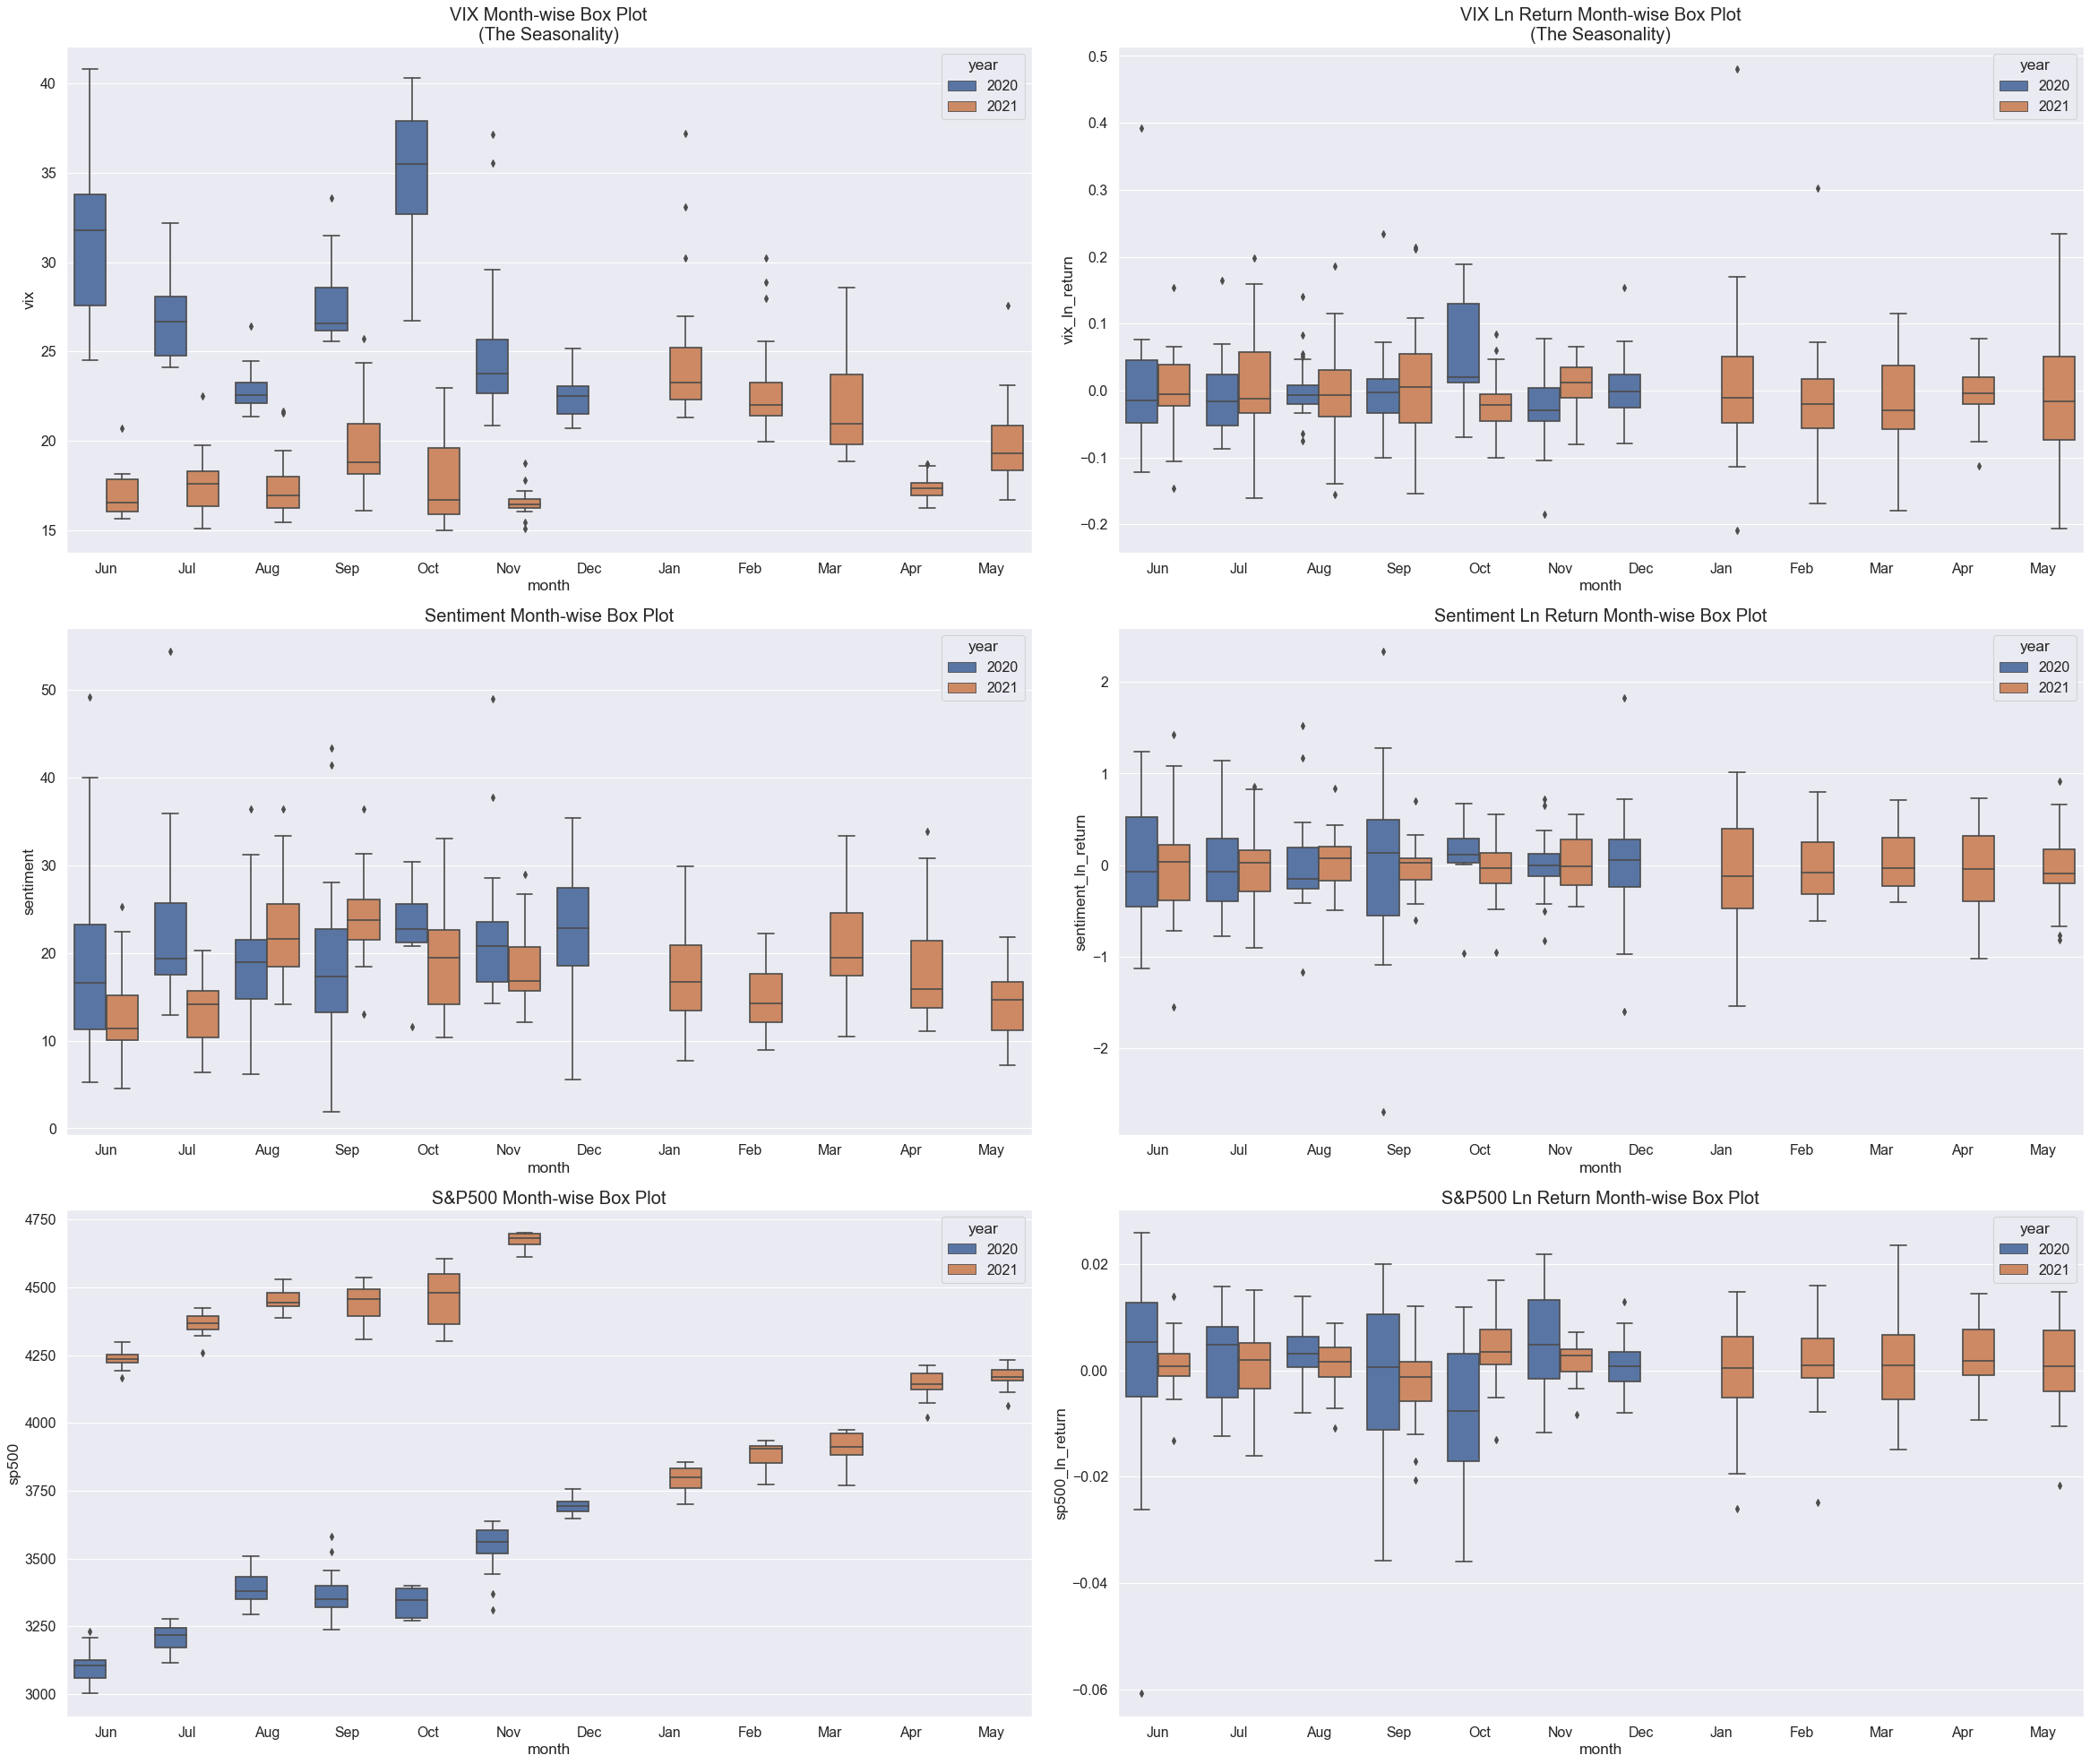 VIX Month-wise Box Plot
(The Seasonality)
year
2020
2021
vix
40
35
30
25
20
15
Jun Jul Aug Sep Oct Nov Dec Jan Feb Mar Apr May
month
VIX Ln Return Month-wise Box Plot
(The Seasonality)
year
2020
2021
vix_ln_return
0.5
0.4
0.3
0.2
0.1
0.0
−0.1
−0.2
Jun Jul Aug Sep Oct Nov Dec Jan Feb Mar Apr May
month
Sentiment Month-wise Box Plot
year
2020
2021
sentiment
50
40
30
20
10
0
Jun Jul Aug Sep Oct Nov Dec Jan Feb Mar Apr May
month
Sentiment Ln Return Month-wise Box Plot
year
2020
2021
sentiment_ln_return
2
1
0
−1
−2
Jun Jul Aug Sep Oct Nov Dec Jan Feb Mar Apr May
month
S&P500 Month-wise Box Plot
year
2020
2021
sp500
4750
4500
4250
4000
3750
3500
3250
3000
Jun Jul Aug Sep Oct Nov Dec Jan Feb Mar Apr May
month
S&P500 Ln Return Month-wise Box Plot
year
2020
2021
sp500_ln_return
0.02
0.00
−0.02
−0.04
−0.06
Jun Jul Aug Sep Oct Nov Dec Jan Feb Mar Apr May
month